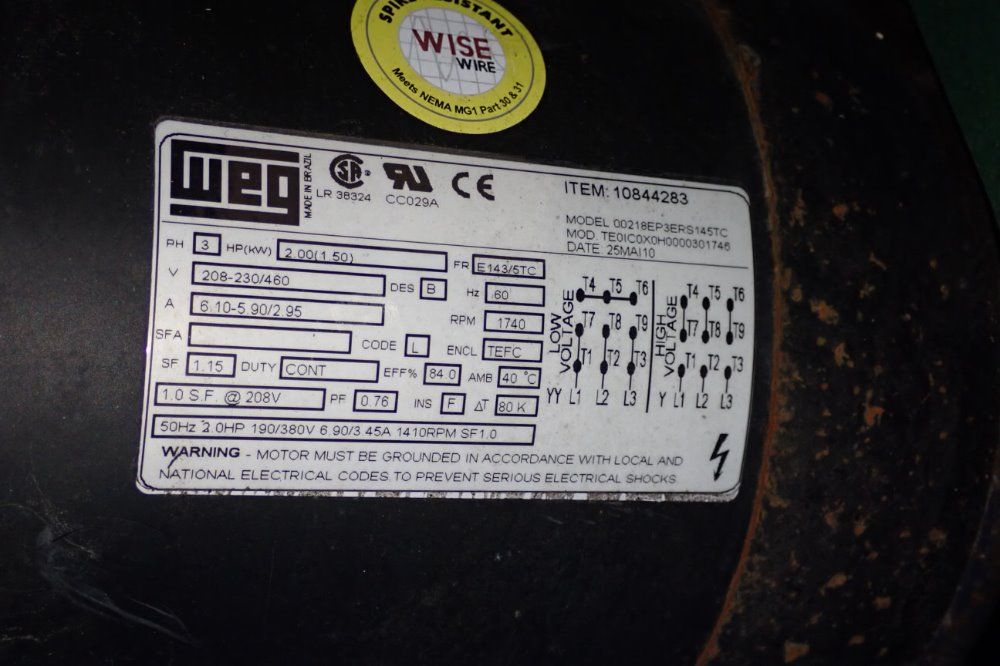 SPIKE RESISTANT
WISE
WIRE
Meets NEMA MG1 Part 30 & 31
WEG
MADE IN BRAZIL
SA
LR 38324
CC029A
CE
ITEM: 10844283
MODEL 00218EP3ERS145TC
MOD. TE0IC0X0H0000301746
DATE 25MAI10
PH 3 HP(kW) 2.00(1.50) FR E143/5TC
V 208-230/460 DES B Hz 60
A 6.10-5.90/2.95 RPM 1740
SFA CODE L ENCL TEFC
SF 1.15 DUTY CONT EFF% 84.0 AMB 40 °C
1.0 S.F. @ 208V PF 0.76 INS F ΔT 80 K
50Hz 2.0HP 190/380V 6.90/3.45A 1410RPM SF1.0
LOW VOLTAGE
T4 T5 T6
T7 T8 T9
T1 T2 T3
YY L1 L2 L3
HIGH VOLTAGE
T4 T5 T6
T7 T8 T9
T1 T2 T3
Y L1 L2 L3
WARNING - MOTOR MUST BE GROUNDED IN ACCORDANCE WITH LOCAL AND
NATIONAL ELECTRICAL CODES TO PREVENT SERIOUS ELECTRICAL SHOCKS